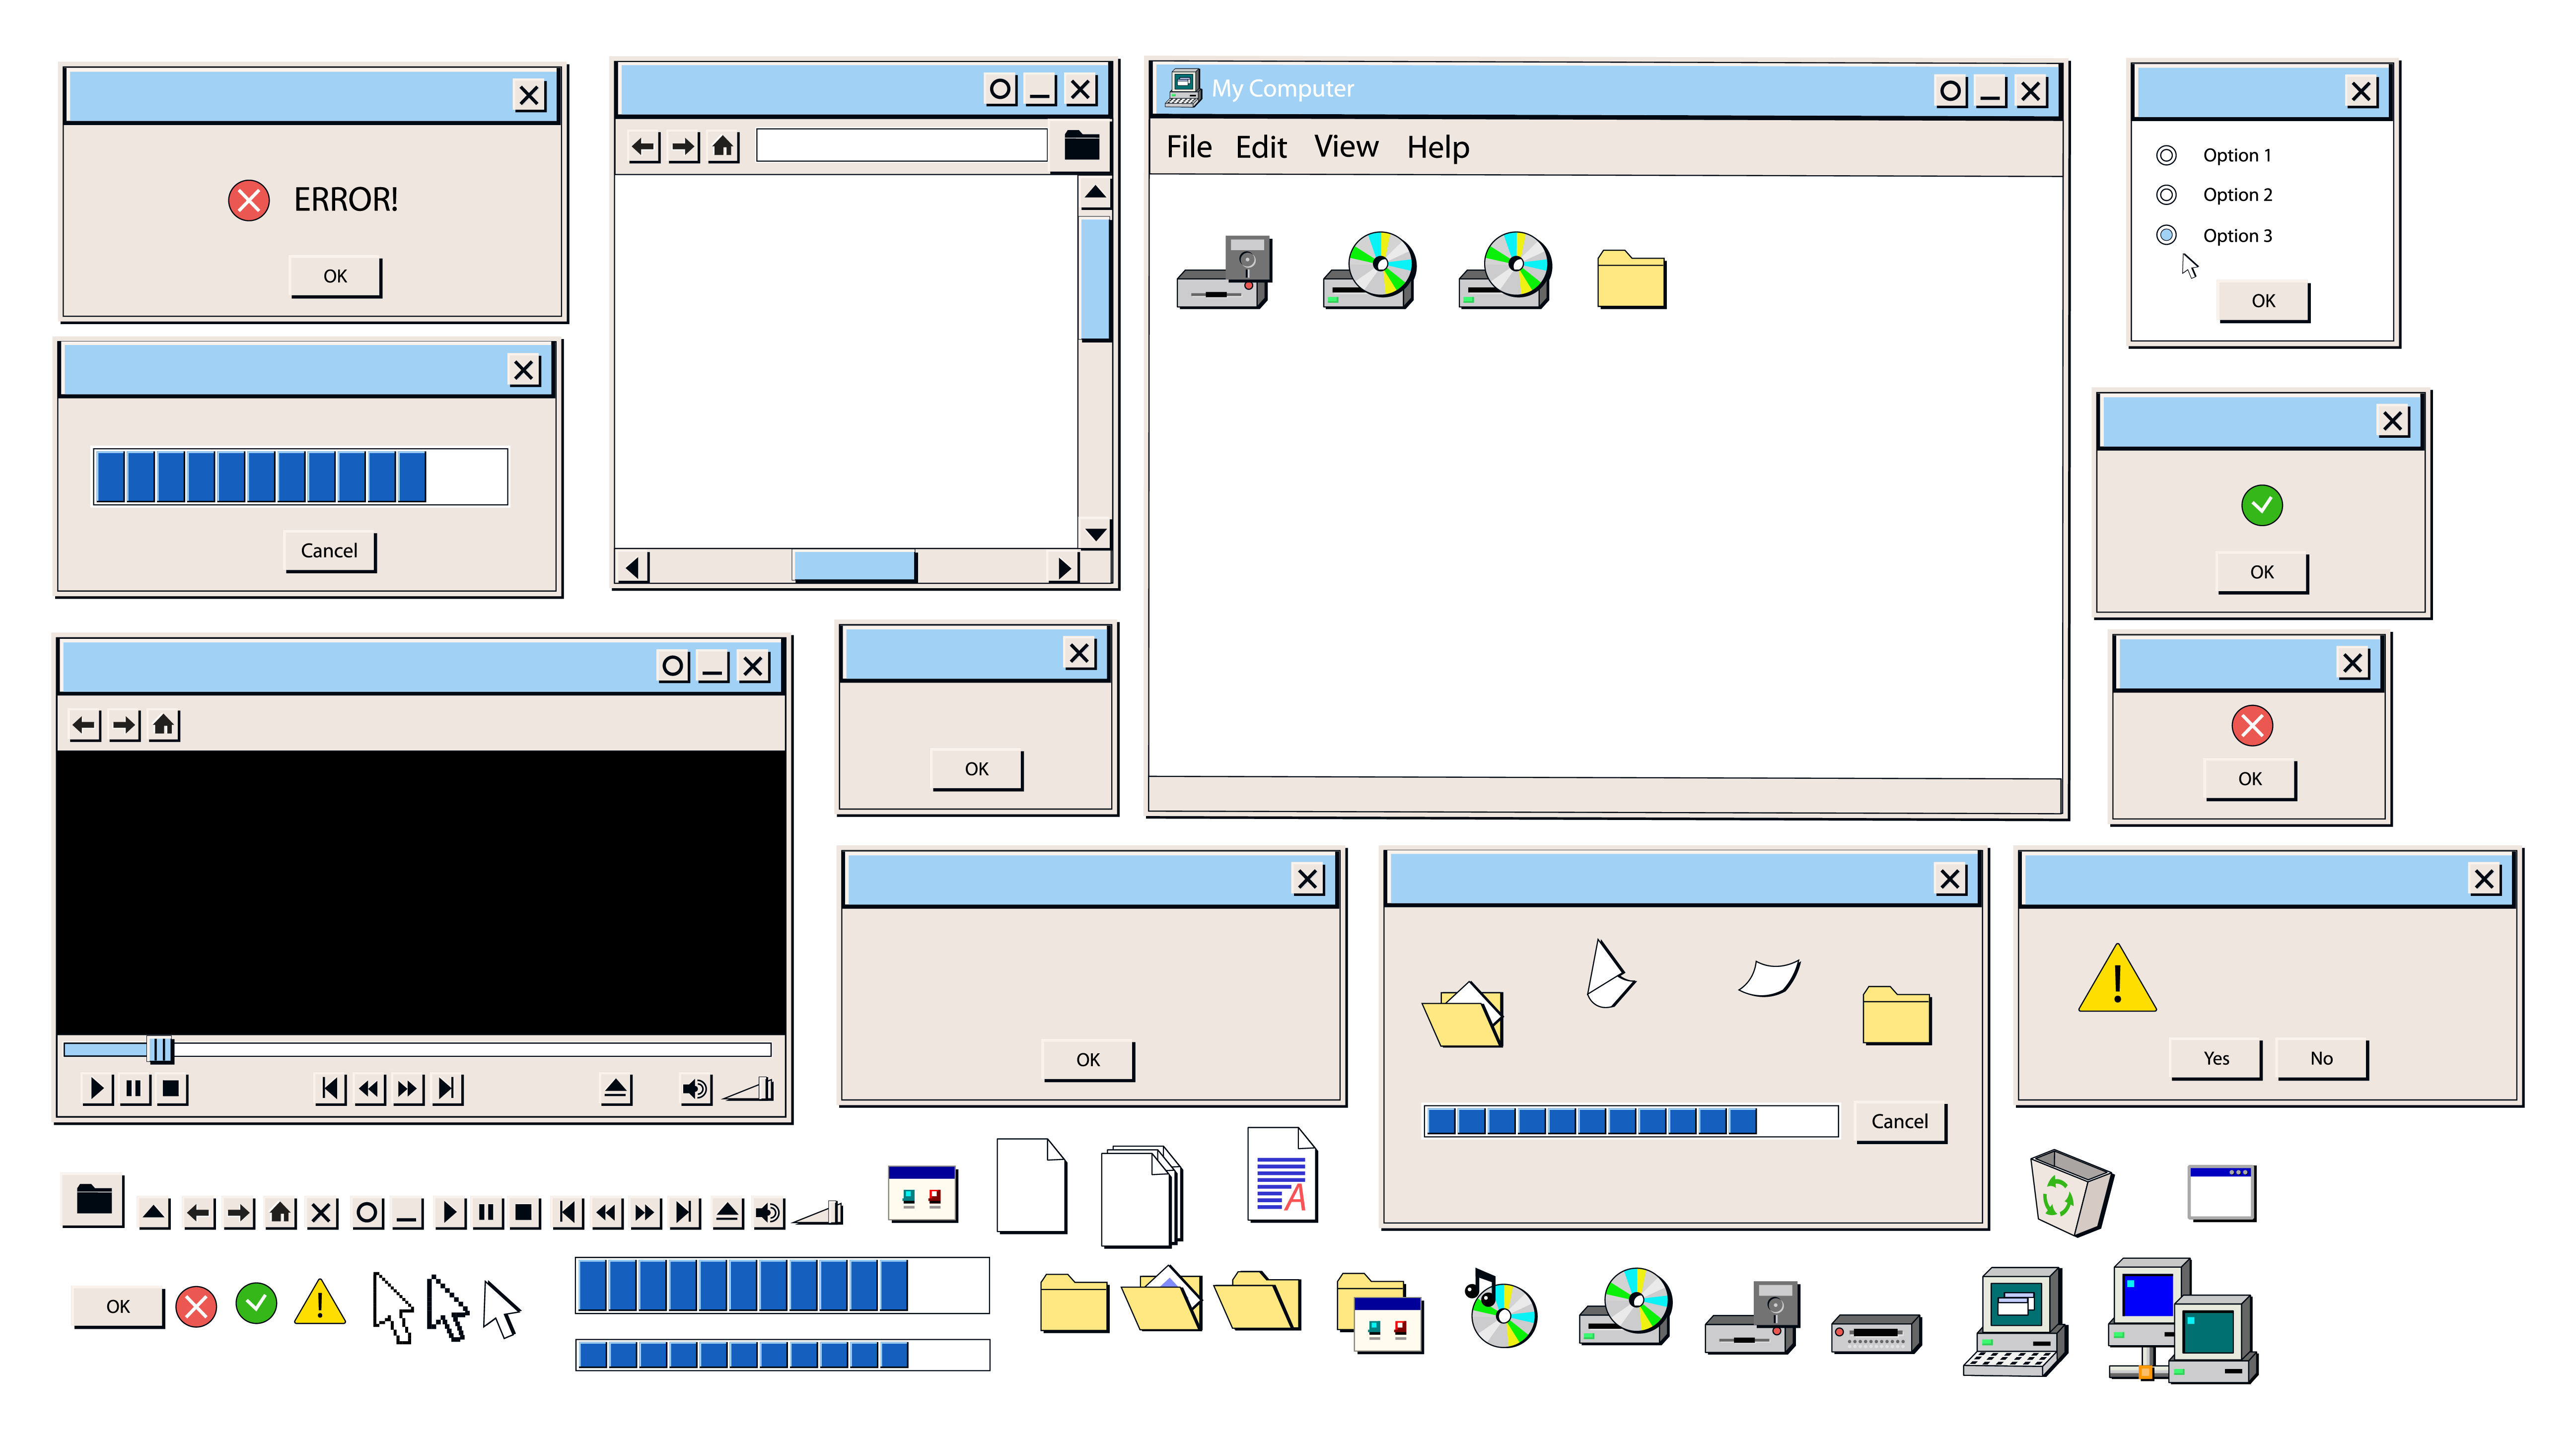 ERROR!
OK
My Computer
File Edit View Help
Option 1
Option 2
Option 3
OK
Cancel
OK
OK
OK
OK
Cancel
Yes No
A
OK